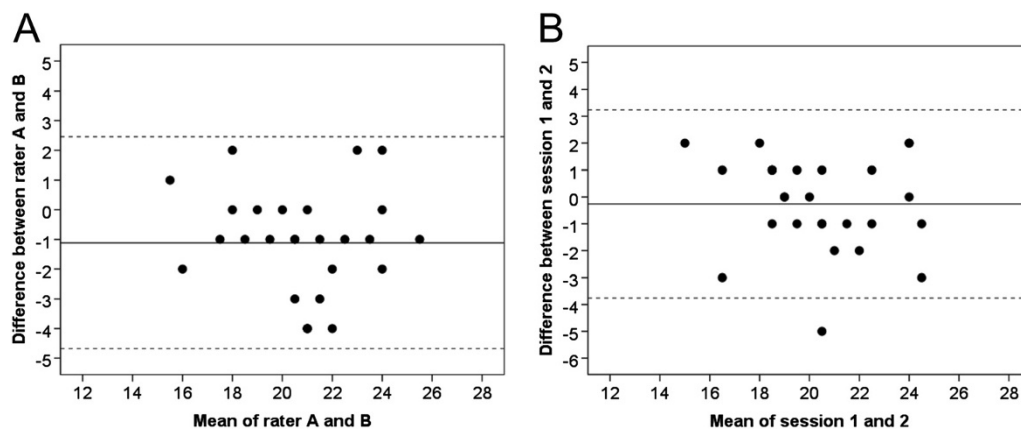 A
Difference between rater A and B
5
4
3
2
1
0
-1
-2
-3
-4
-5
12 14 16 18 20 22 24 26 28
Mean of rater A and B
B
Difference between session 1 and 2
5
4
3
2
1
0
-1
-2
-3
-4
-5
-6
12 14 16 18 20 22 24 26 28
Mean of session 1 and 2